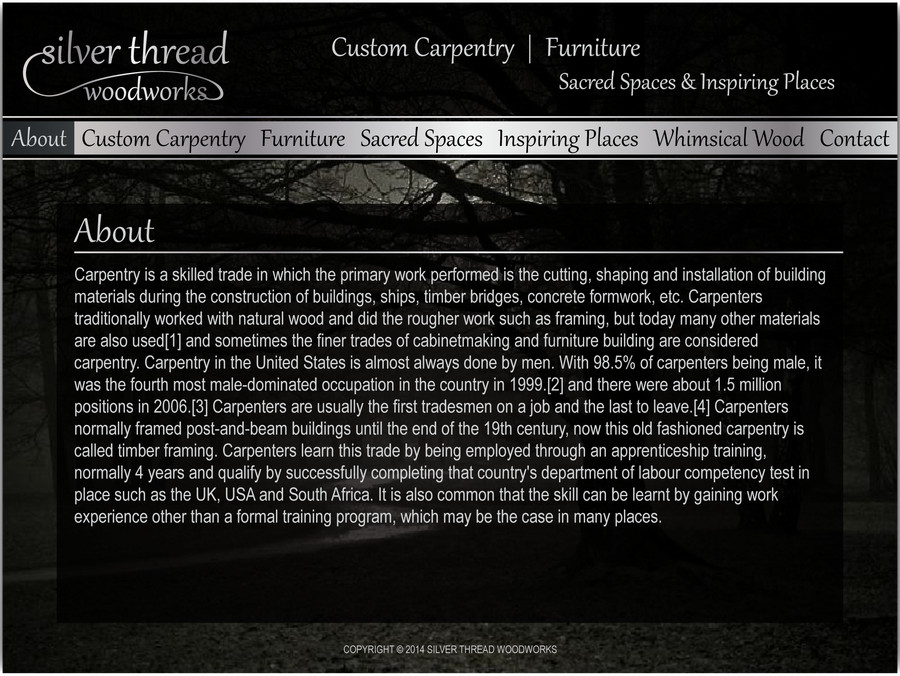 silver thread
woodworks
Custom Carpentry | Furniture
Sacred Spaces & Inspiring Places
About Custom Carpentry Furniture Sacred Spaces Inspiring Places Whimsical Wood Contact
About
Carpentry is a skilled trade in which the primary work performed is the cutting, shaping and installation of building
materials during the construction of buildings, ships, timber bridges, concrete formwork, etc. Carpenters
traditionally worked with natural wood and did the rougher work such as framing, but today many other materials
are also used[1] and sometimes the finer trades of cabinetmaking and furniture building are considered
carpentry. Carpentry in the United States is almost always done by men. With 98.5% of carpenters being male, it
was the fourth most male-dominated occupation in the country in 1999.[2] and there were about 1.5 million
positions in 2006.[3] Carpenters are usually the first tradesmen on a job and the last to leave.[4] Carpenters
normally framed post-and-beam buildings until the end of the 19th century, now this old fashioned carpentry is
called timber framing. Carpenters learn this trade by being employed through an apprenticeship training,
normally 4 years and qualify by successfully completing that country's department of labour competency test in
place such as the UK, USA and South Africa. It is also common that the skill can be learnt by gaining work
experience other than a formal training program, which may be the case in many places.
COPYRIGHT © 2014 SILVER THREAD WOODWORKS